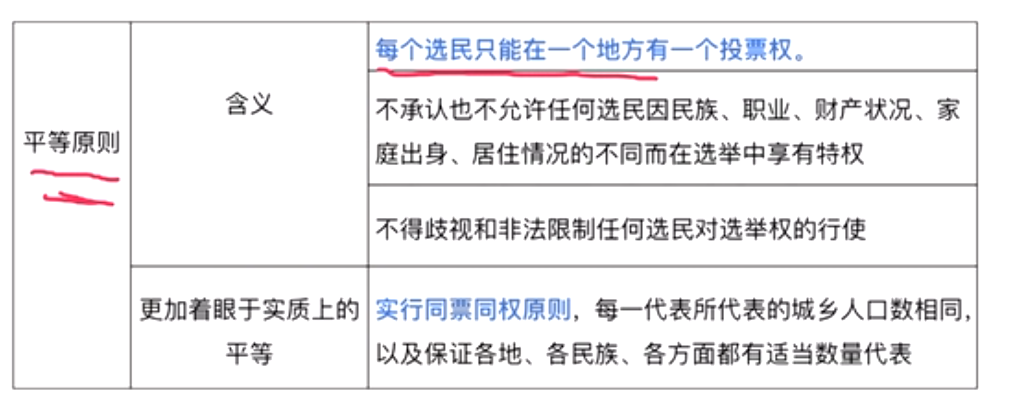 平等原则
含义
每个选民只能在一个地方有一个投票权。
不承认也不允许任何选民因民族、职业、财产状况、家
庭出身、居住情况的不同而在选举中享有特权
不得歧视和非法限制任何选民对选举权的行使
更加着眼于实质上的
平等
实行同票同权原则，每一代表所代表的城乡人口数相同，
以及保证各地、各民族、各方面都有适当数量代表